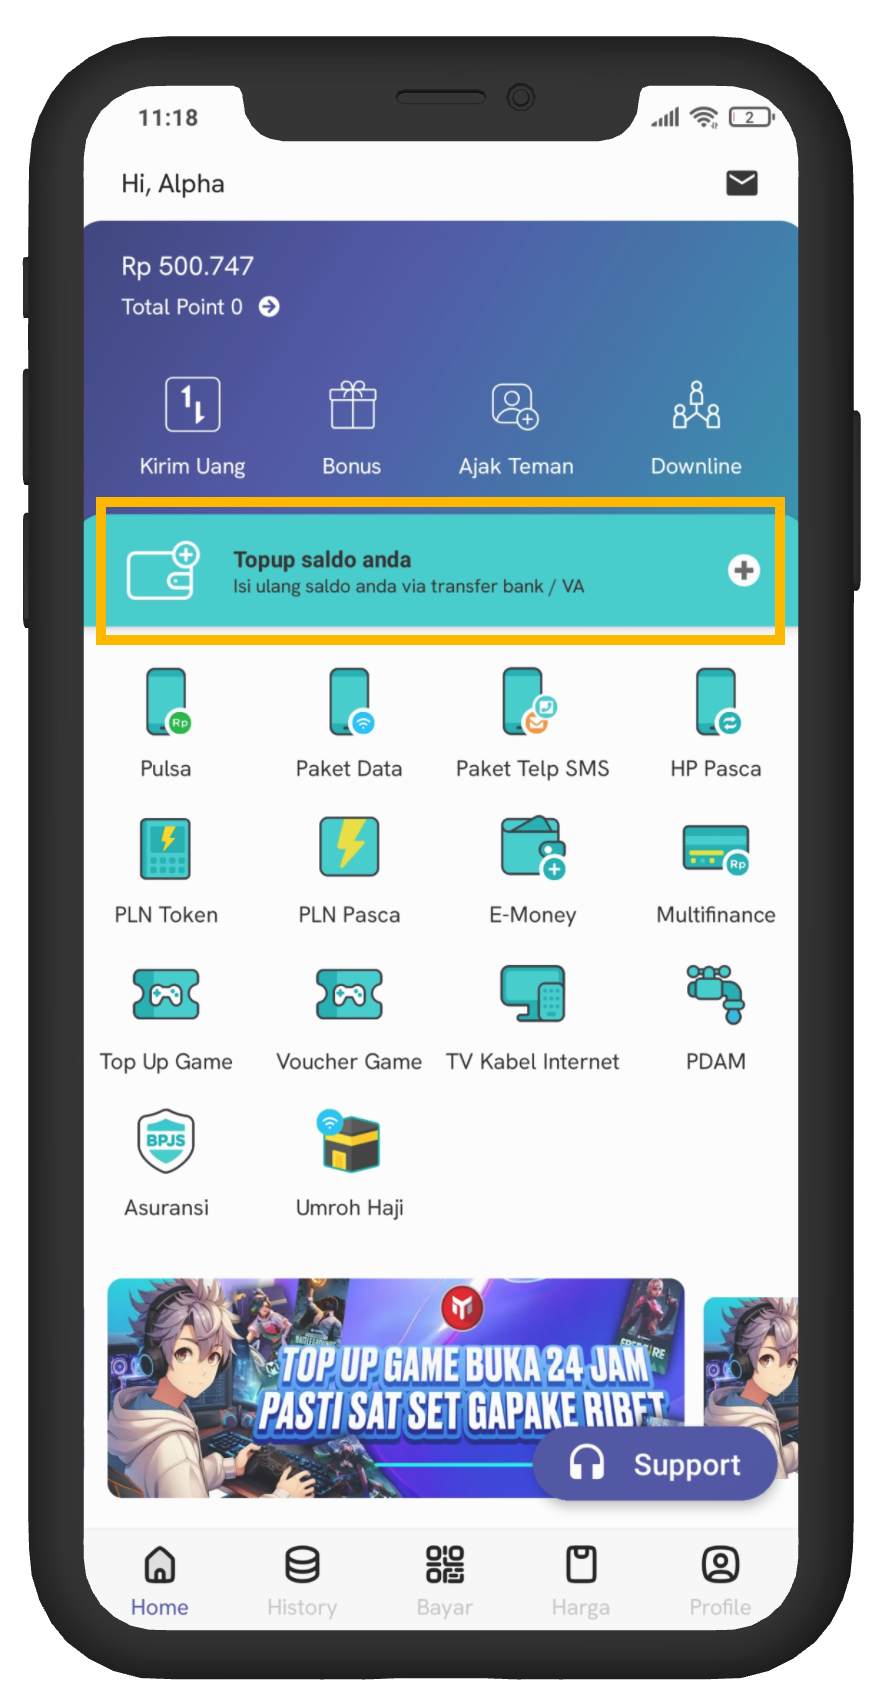 11:18
2
Hi, Alpha
Rp 500.747
Total Point 0
Kirim Uang
Bonus
Ajak Teman
Downline
Topup saldo anda
Isi ulang saldo anda via transfer bank / VA
Rp
Pulsa
Paket Data
Paket Telp SMS
HP Pasca
Rp
PLN Token
PLN Pasca
E-Money
Multifinance
Top Up Game
Voucher Game
TV Kabel Internet
PDAM
BPJS
Asuransi
Umroh Haji
TOP UP GAME BUKA 24 JAM
PASTI SAT SET GAPAKE RIBET
Support
Home
History
Bayar
Harga
Profile